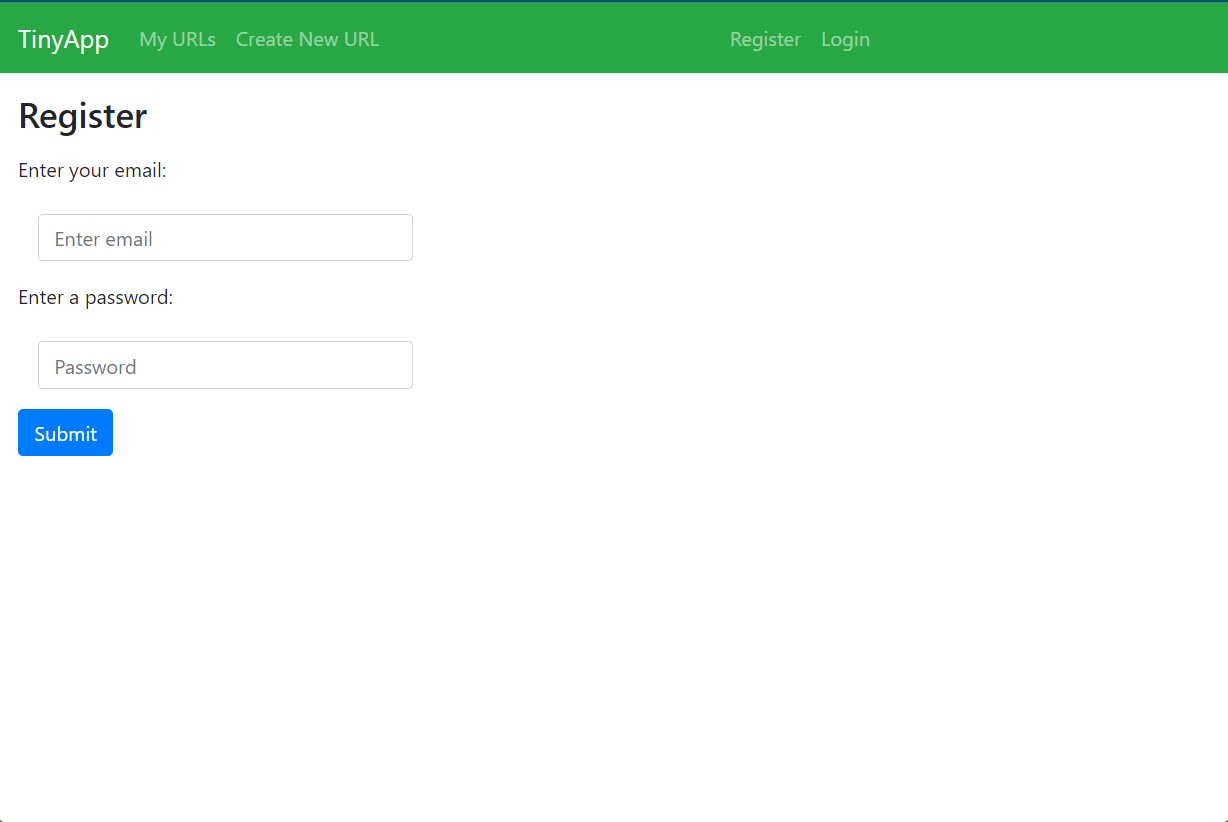 TinyApp My URLs Create New URL Register Login
Register
Enter your email:
Enter email
Enter a password:
Password
Submit